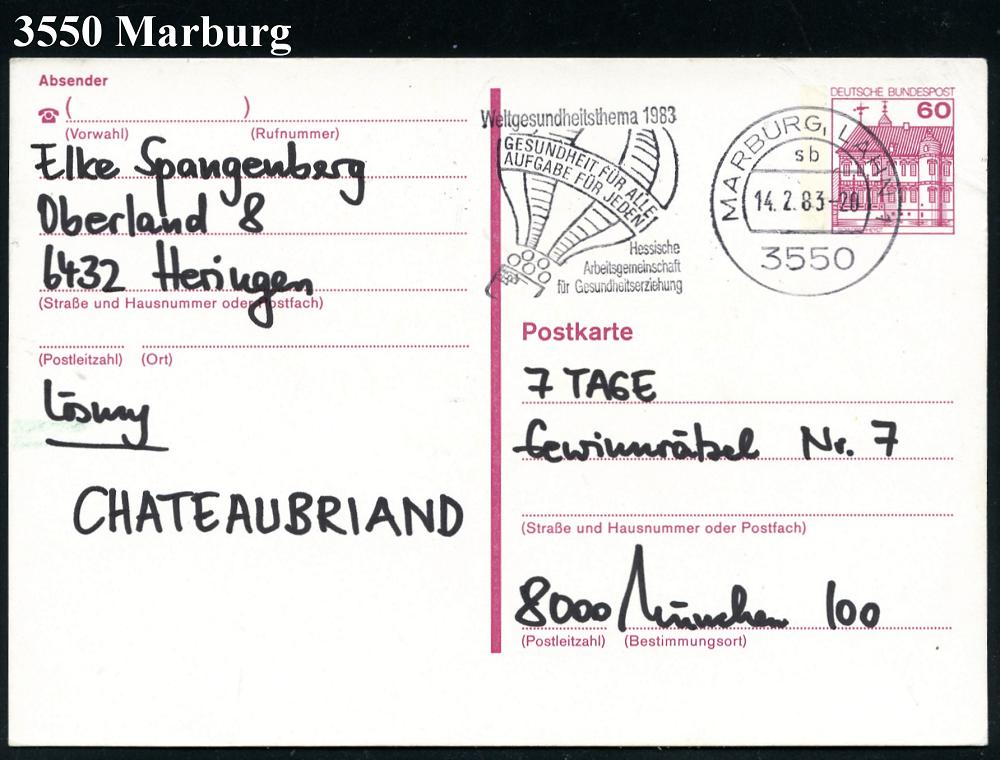 3550 Marburg
Absender
☎ ( )
(Vorwahl) (Rufnummer)
Elke Spangenberg
Oberland 8
6432 Heringen
(Straße und Hausnummer oder Postfach)
(Postleitzahl) (Ort)
Lösung
CHATEAUBRIAND
Weltgesundheitsthema 1983
GESUNDHEIT FÜR ALLE!
AUFGABE FÜR JEDEN
Hessische
Arbeitsgemeinschaft
für Gesundheitserziehung
MARBURG, LAHN 1
sb
14.2.83-20
3550
DEUTSCHE BUNDESPOST
60
Postkarte
7 TAGE
Gewinnrätsel Nr. 7
(Straße und Hausnummer oder Postfach)
8000 München 100
(Postleitzahl) (Bestimmungsort)